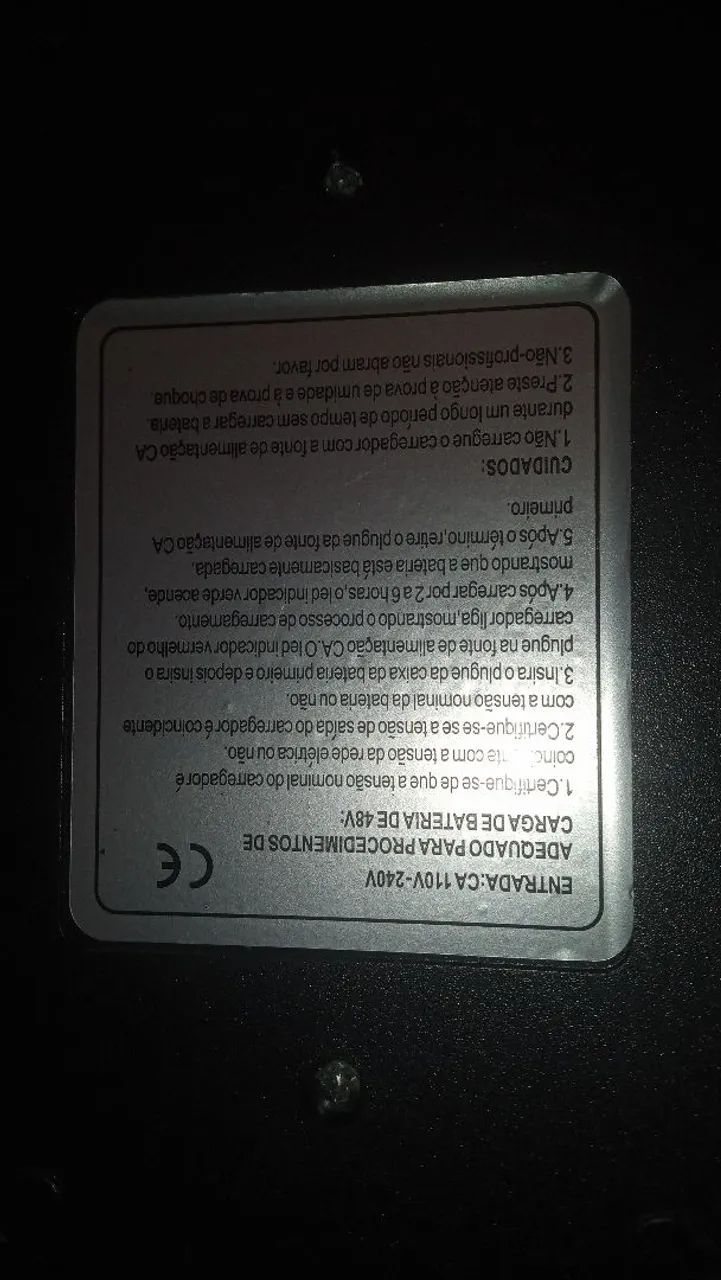 ENTRADA:CA 110V-240V
CE
ADEQUADO PARA PROCEDIMENTOS DE
CARGA DE BATERIA DE 48V:
1.Certifique-se de que a tensão nominal do carregador é
com a tensão da rede elétrica ou não.
2.Certifique-se se a tensão de saída do carregador é coincidente
com a tensão nominal da bateria ou não.
3.Insira o plugue da caixa da bateria primeiro e depois insira o
plugue na fonte de alimentação CA.O led indicador vermelho do
carregador liga,mostrando o processo de carregamento.
4.Após carregar por 2 a 6 horas,o led indicador verde acende,
mostrando que a bateria está basicamente carregada.
5.Após o término,retire o plugue da fonte de alimentação CA
primeiro.
CUIDADOS:
1.Não carregue o carregador com a fonte de alimentação CA
durante um longo período de tempo sem carregar a bateria.
2.Preste atenção à prova de umidade e à prova de choque.
3.Não-profissionais não abram por favor.